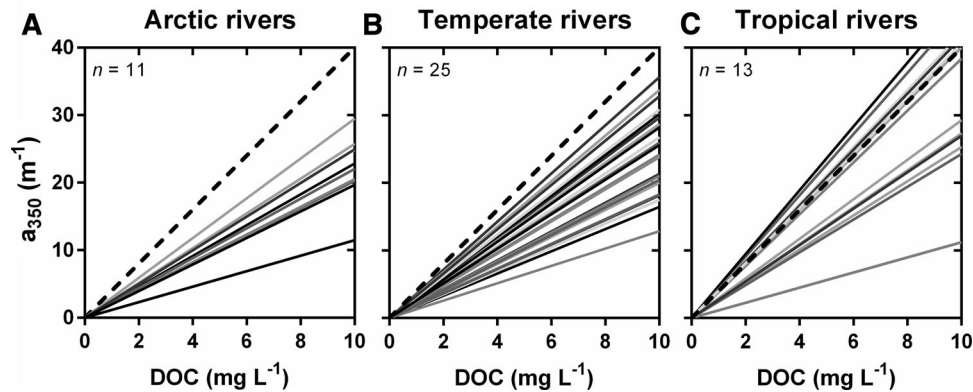 A Arctic rivers
B Temperate rivers
C Tropical rivers
n = 11
n = 25
n = 13
a350 (m⁻¹)
40
30
20
10
0
0 2 4 6 8 10
0 2 4 6 8 10
0 2 4 6 8 10
DOC (mg L⁻¹)
DOC (mg L⁻¹)
DOC (mg L⁻¹)